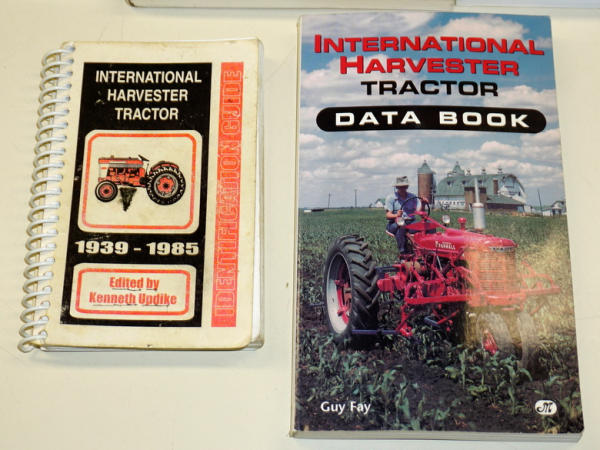 INTERNATIONAL
HARVESTER
TRACTOR
1939 - 1985
Edited by
Kenneth Updike
IDENTIFICATION GUIDE
INTERNATIONAL
HARVESTER
TRACTOR
DATA BOOK
FARMALL
Guy Fay
M